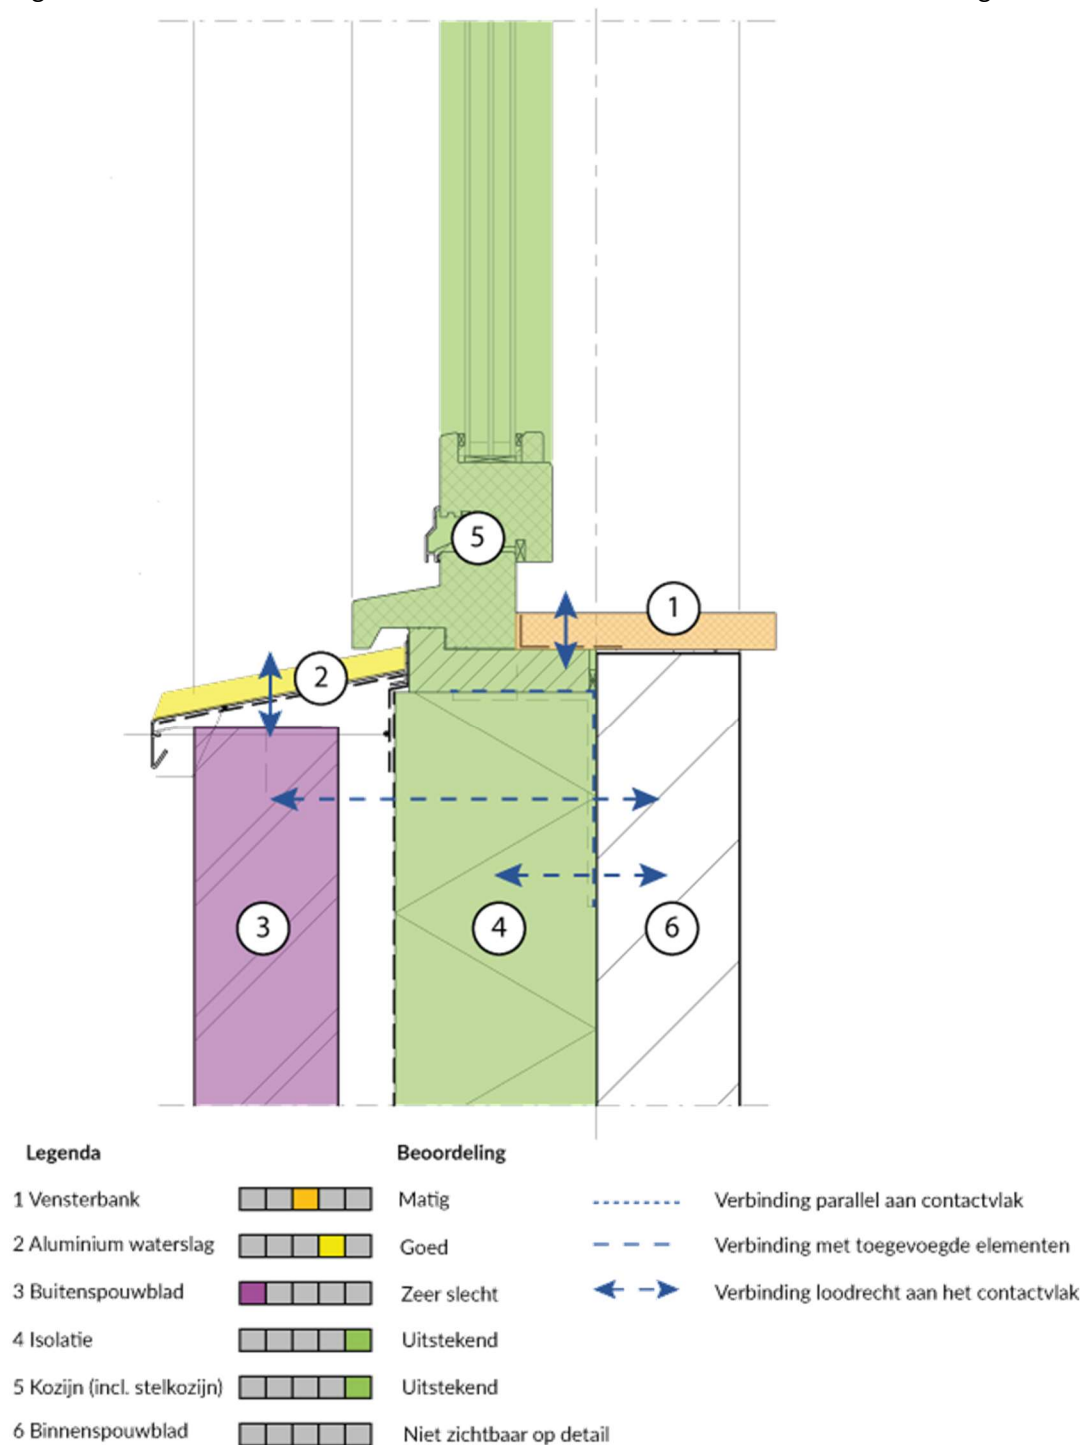 5
1
2
3
4
6
Legenda
Beoordeling
1 Vensterbank
Matig
Verbinding parallel aan contactvlak
2 Aluminium waterslag
Goed
Verbinding met toegevoegde elementen
3 Buitenspouwblad
Zeer slecht
Verbinding loodrecht aan het contactvlak
4 Isolatie
Uitstekend
5 Kozijn (incl. stelkozijn)
Uitstekend
6 Binnenspouwblad
Niet zichtbaar op detail